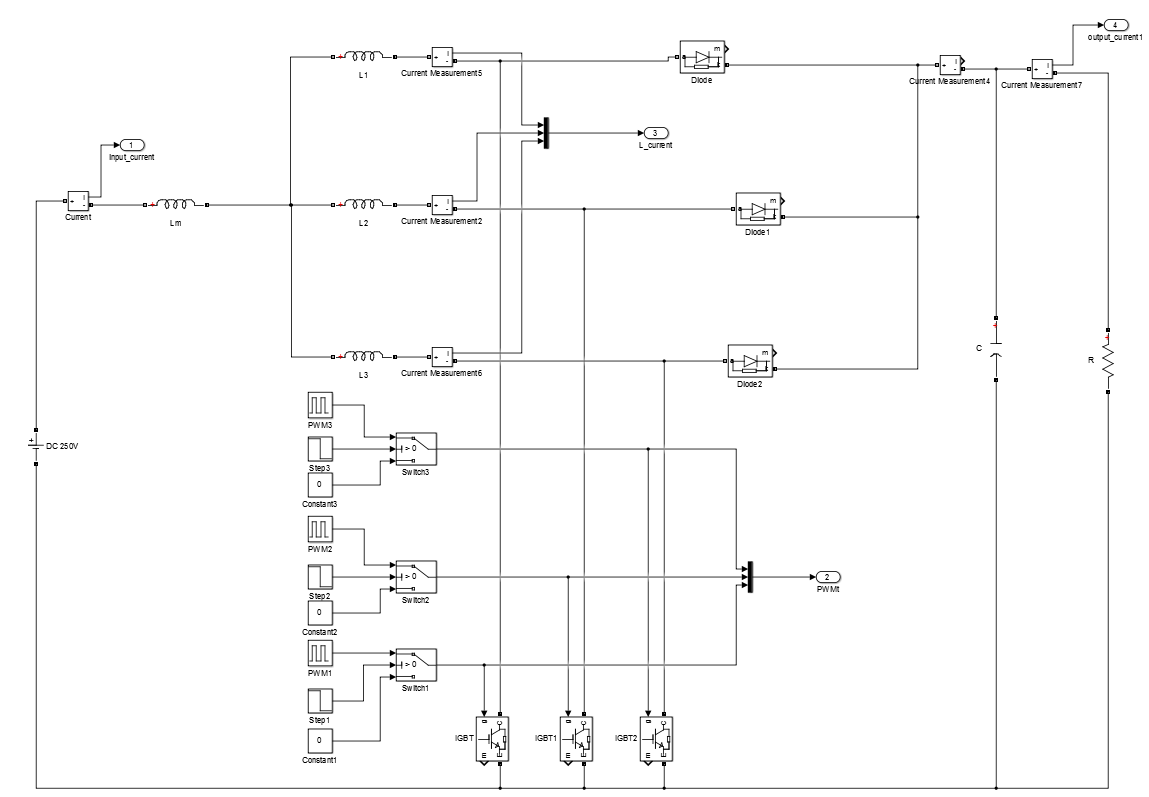 4
output_current1
L1
Current Measurement5
Diode
Current Measurement4
Current Measurement7
m
a
k
1
Input_current
3
L_current
Current
Lm
L2
Current Measurement2
m
a
k
Diode1
L3
Current Measurement6
m
a
k
Diode2
C
R
DC 250V
PWM3
Step3
> 0
Switch3
0
Constant3
PWM2
Step2
> 0
Switch2
0
Constant2
2
PWMt
PWM1
> 0
Switch1
Step1
0
Constant1
IGBT
g
C
m
E
IGBT1
g
C
m
E
IGBT2
g
C
m
E